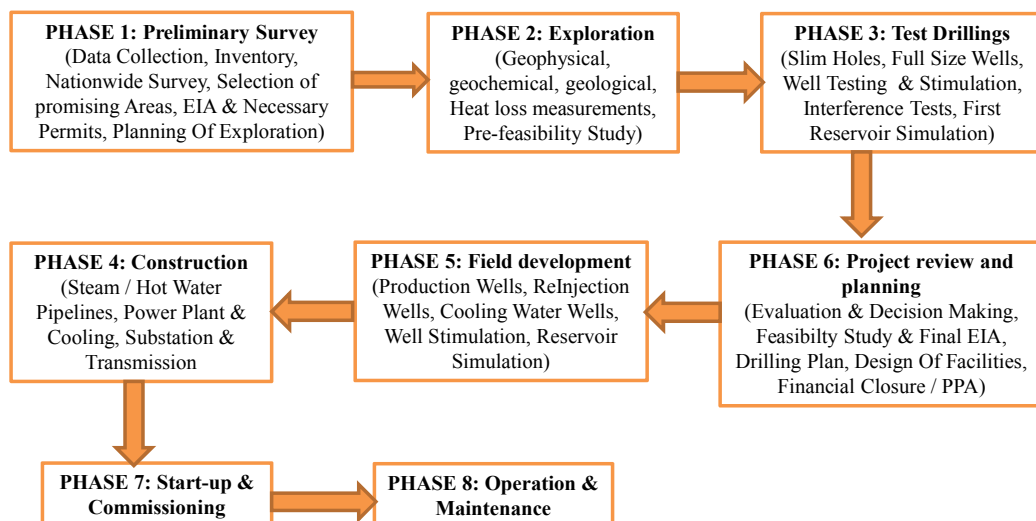 PHASE 1: Preliminary Survey
(Data Collection, Inventory,
Nationwide Survey, Selection of
promising Areas, EIA & Necessary
Permits, Planning Of Exploration)
PHASE 2: Exploration
(Geophysical,
geochemical, geological,
Heat loss measurements,
Pre-feasibility Study)
PHASE 3: Test Drillings
(Slim Holes, Full Size Wells,
Well Testing & Stimulation,
Interference Tests, First
Reservoir Simulation)
PHASE 4: Construction
(Steam / Hot Water
Pipelines, Power Plant &
Cooling, Substation &
Transmission
PHASE 5: Field development
(Production Wells, ReInjection
Wells, Cooling Water Wells,
Well Stimulation, Reservoir
Simulation)
PHASE 6: Project review and
planning
(Evaluation & Decision Making,
Feasibilty Study & Final EIA,
Drilling Plan, Design Of Facilities,
Financial Closure / PPA)
PHASE 7: Start-up &
Commissioning
PHASE 8: Operation &
Maintenance